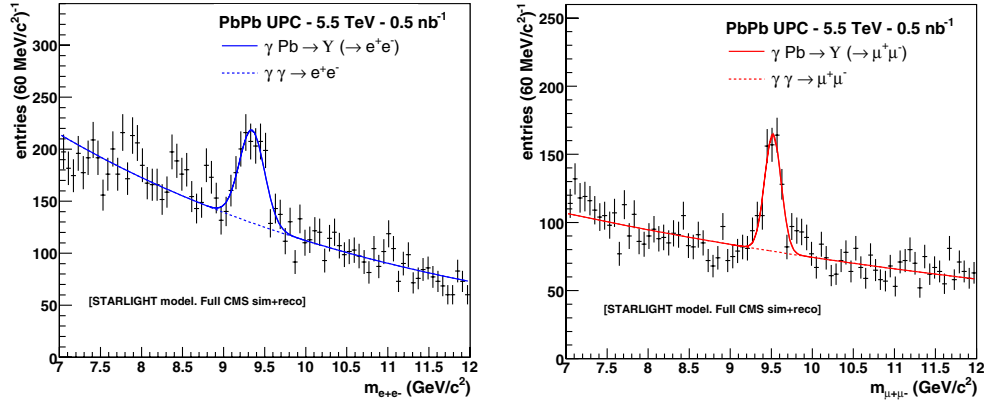 PbPb UPC - 5.5 TeV - 0.5 nb⁻¹
γ Pb → Υ (→ e⁺e⁻)
γ γ → e⁺e⁻
entries (60 MeV/c²)⁻¹
300
250
200
150
100
50
0
[STARLIGHT model. Full CMS sim+reco]
7 7.5 8 8.5 9 9.5 10 10.5 11 11.5 12
m e+e- (GeV/c²)
PbPb UPC - 5.5 TeV - 0.5 nb⁻¹
γ Pb → Υ (→ μ⁺μ⁻)
γ γ → μ⁺μ⁻
entries (60 MeV/c²)⁻¹
250
200
150
100
50
0
[STARLIGHT model. Full CMS sim+reco]
7 7.5 8 8.5 9 9.5 10 10.5 11 11.5 12
m μ+μ- (GeV/c²)